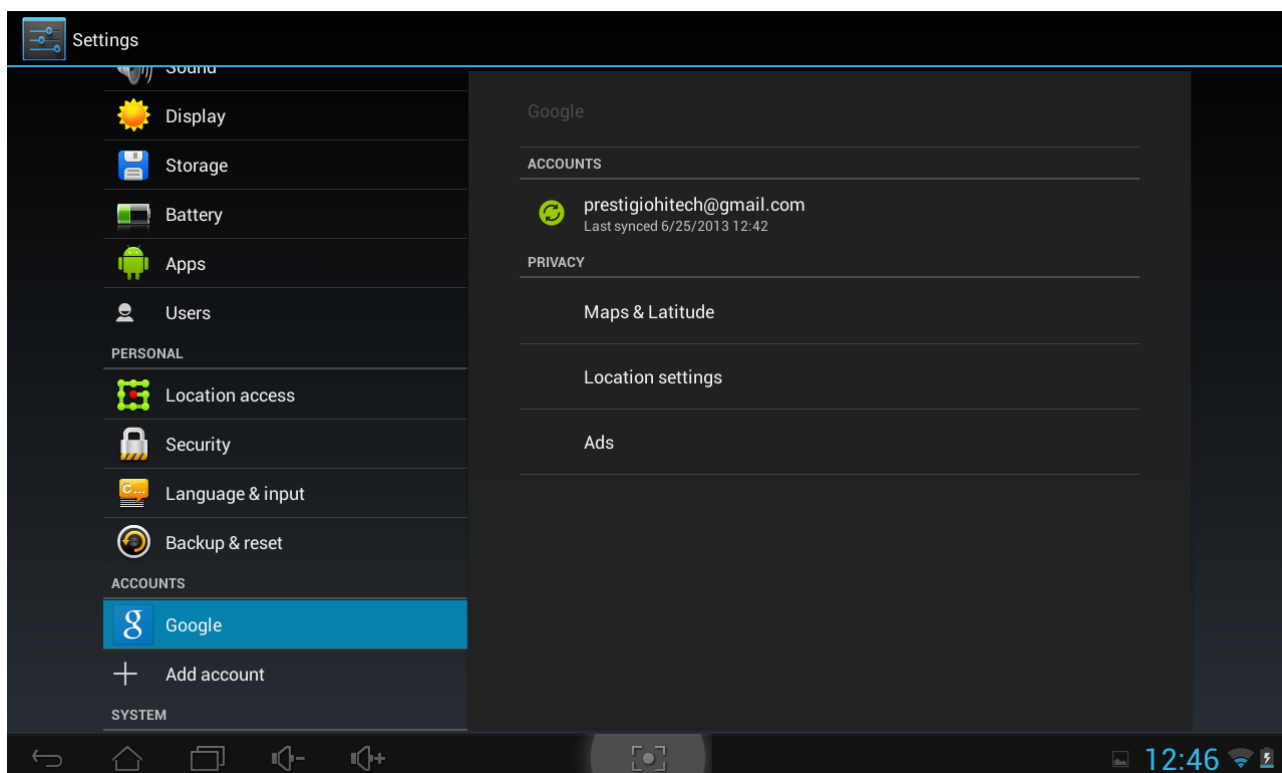 Settings
Sound
Display
Storage
Battery
Apps
Users
PERSONAL
Location access
Security
Language & input
Backup & reset
ACCOUNTS
Google
Add account
SYSTEM
Google
ACCOUNTS
prestigiohitech@gmail.com
Last synced 6/25/2013 12:42
PRIVACY
Maps & Latitude
Location settings
Ads
12:46